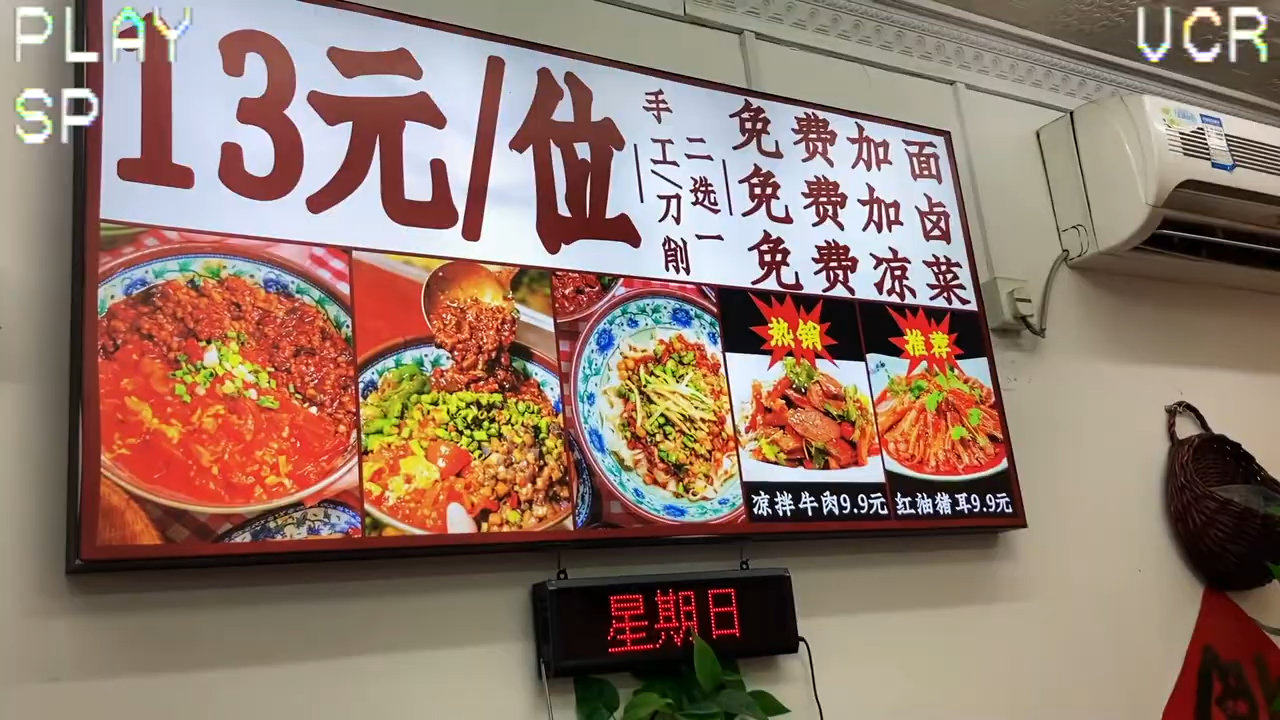 PLAY
SP
VCR
13元/位
手工/刀削
二选一
免费加面
免费加卤
免费凉菜
热销
推荐
凉拌牛肉9.9元
红油猪耳9.9元
星期日